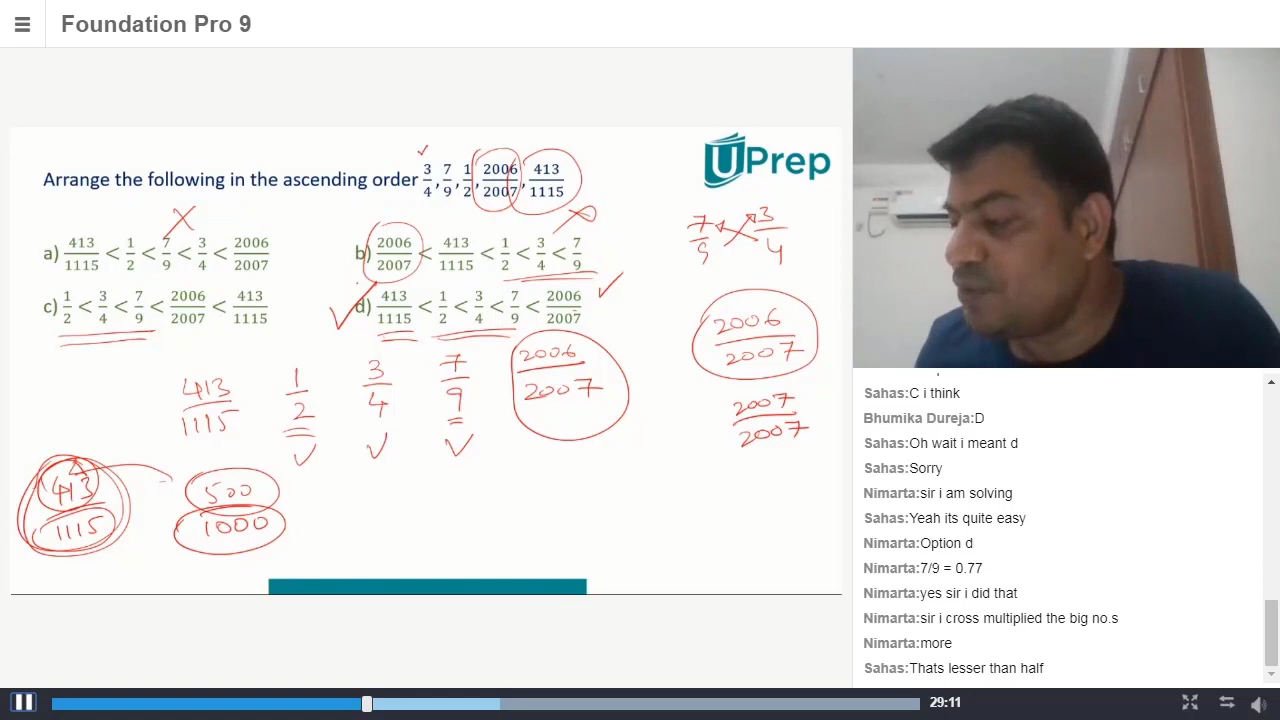 Foundation Pro 9
UPrep
Arrange the following in the ascending order 3/4, 7/9, 1/2, 2006/2007, 413/1115
a) 413/1115 < 1/2 < 7/9 < 3/4 < 2006/2007
b) 2006/2007 < 413/1115 < 1/2 < 3/4 < 7/9
c) 1/2 < 3/4 < 7/9 < 2006/2007 < 413/1115
d) 413/1115 < 1/2 < 3/4 < 7/9 < 2006/2007
7/9 3/4
2006/2007
2007/2007
413/1115 1/2 3/4 7/9 2006/2007
413/1115 500/1000
Sahas:C i think
Bhumika Dureja:D
Sahas:Oh wait i meant d
Sahas:Sorry
Nimarta:sir i am solving
Sahas:Yeah its quite easy
Nimarta:Option d
Nimarta:7/9 = 0.77
Nimarta:yes sir i did that
Nimarta:sir i cross multiplied the big no.s
Nimarta:more
Sahas:Thats lesser than half
29:11